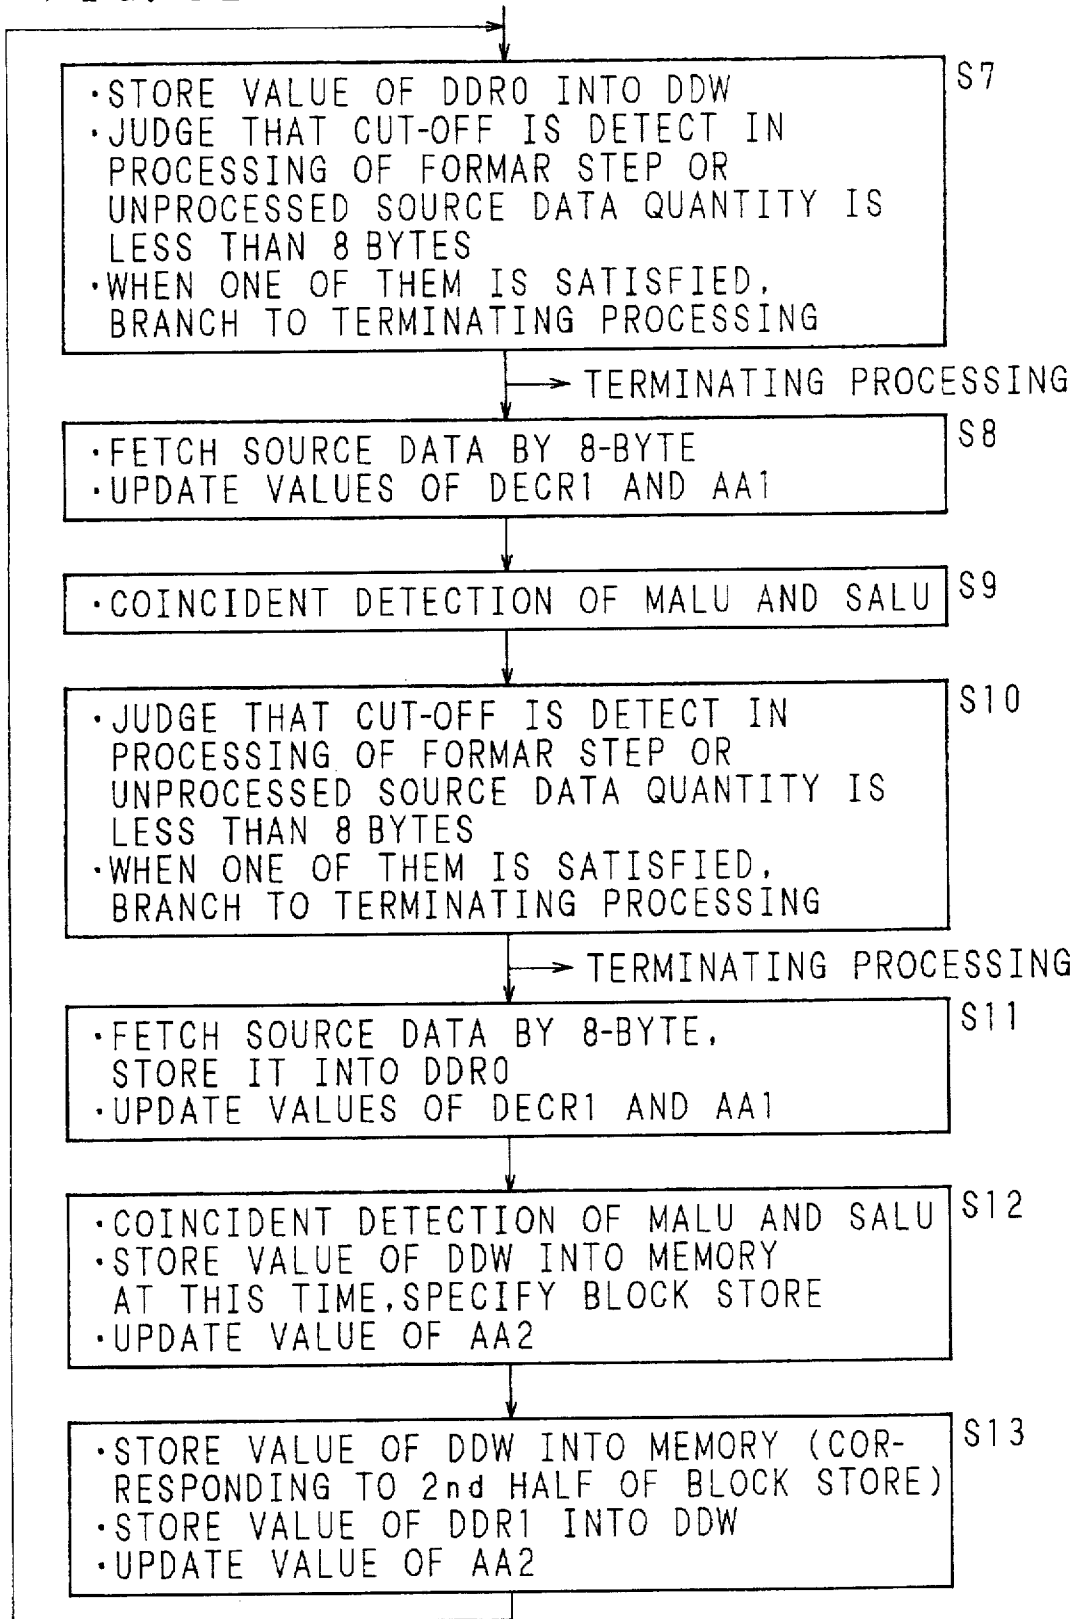 ·STORE VALUE OF DDR0 INTO DDW
S7
·JUDGE THAT CUT-OFF IS DETECT IN
PROCESSING OF FORMAR STEP OR
UNPROCESSED SOURCE DATA QUANTITY IS
LESS THAN 8 BYTES
·WHEN ONE OF THEM IS SATISFIED,
BRANCH TO TERMINATING PROCESSING
TERMINATING PROCESSING
·FETCH SOURCE DATA BY 8-BYTE
S8
·UPDATE VALUES OF DECR1 AND AA1
·COINCIDENT DETECTION OF MALU AND SALU
S9
·JUDGE THAT CUT-OFF IS DETECT IN
S10
PROCESSING OF FORMAR STEP OR
UNPROCESSED SOURCE DATA QUANTITY IS
LESS THAN 8 BYTES
·WHEN ONE OF THEM IS SATISFIED,
BRANCH TO TERMINATING PROCESSING
TERMINATING PROCESSING
·FETCH SOURCE DATA BY 8-BYTE,
S11
STORE IT INTO DDR0
·UPDATE VALUES OF DECR1 AND AA1
·COINCIDENT DETECTION OF MALU AND SALU
S12
·STORE VALUE OF DDW INTO MEMORY
AT THIS TIME,SPECIFY BLOCK STORE
·UPDATE VALUE OF AA2
·STORE VALUE OF DDW INTO MEMORY (COR-
S13
RESPONDING TO 2nd HALF OF BLOCK STORE)
·STORE VALUE OF DDR1 INTO DDW
·UPDATE VALUE OF AA2